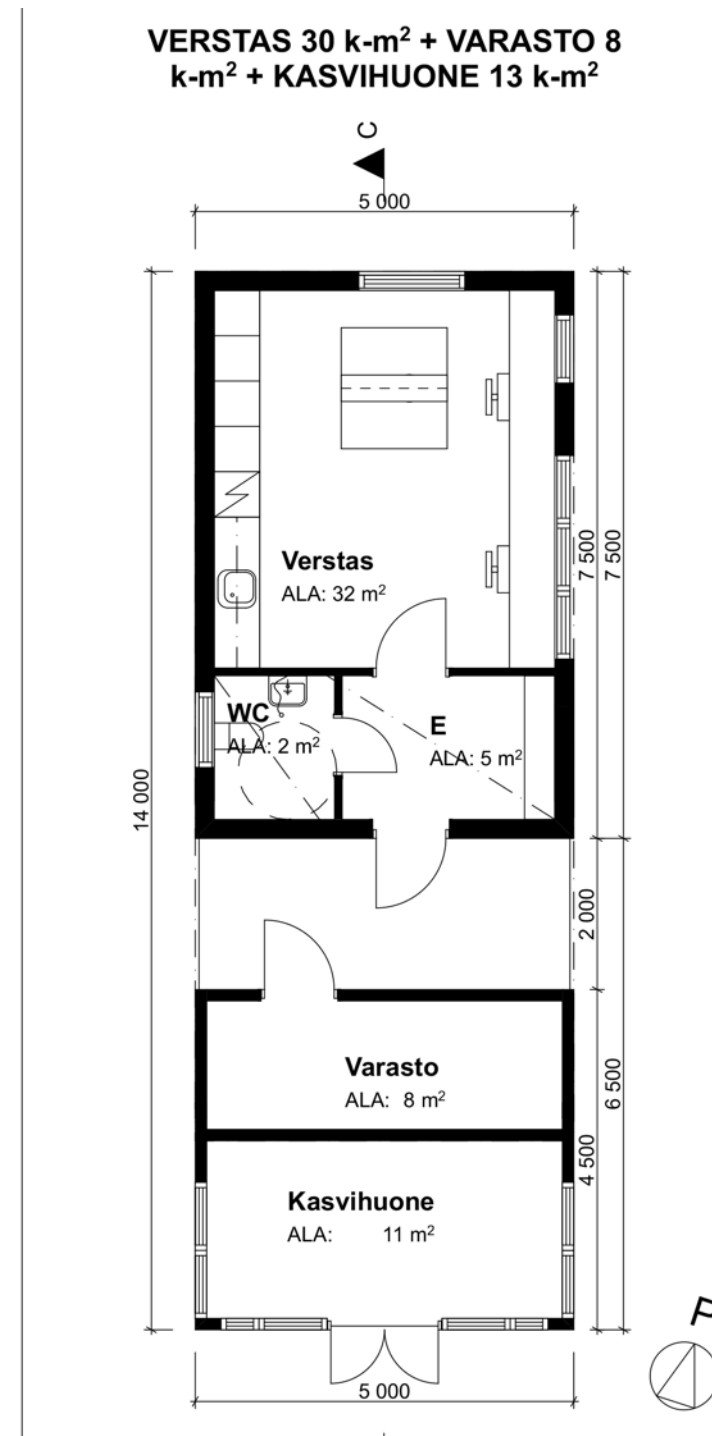 VERSTAS 30 k-m² + VARASTO 8
k-m² + KASVIHUONE 13 k-m²
C
5 000
Verstas
ALA: 32 m²
7 500
7 500
WC
ALA: 2 m²
E
ALA: 5 m²
14 000
2 000
Varasto
ALA: 8 m²
6 500
4 500
Kasvihuone
ALA: 11 m²
P
5 000